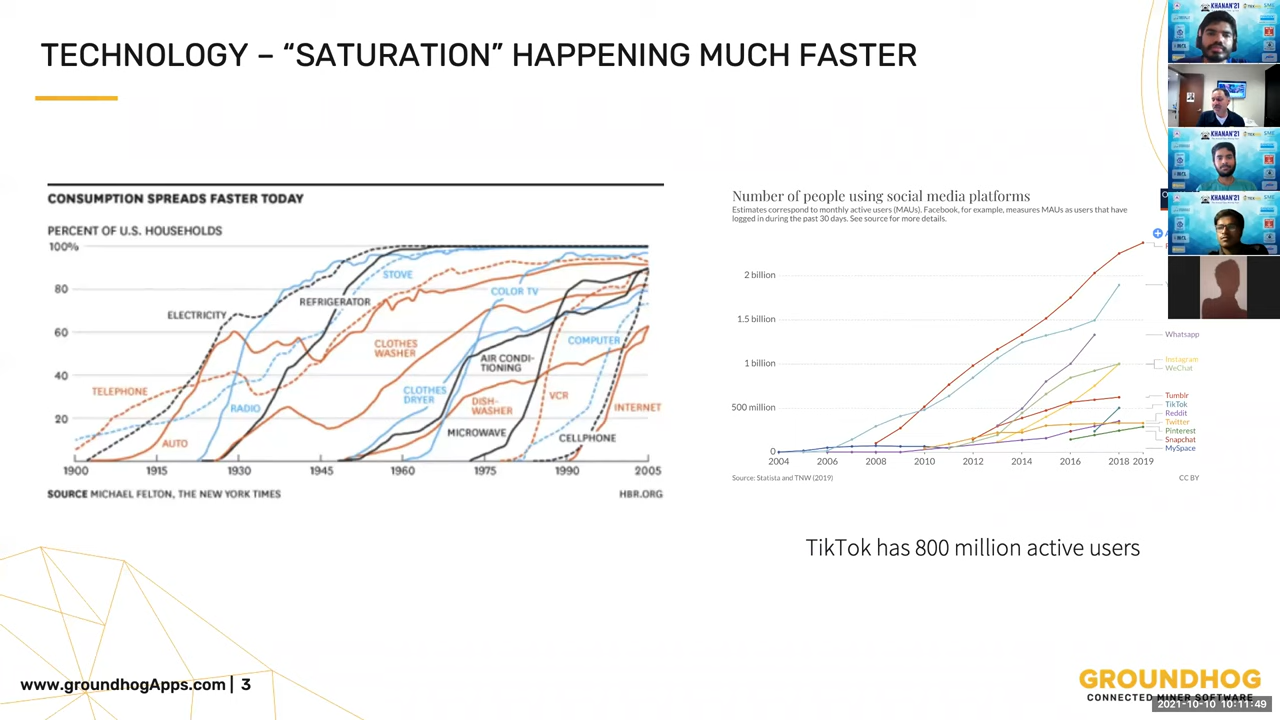 TECHNOLOGY – “SATURATION” HAPPENING MUCH FASTER
CONSUMPTION SPREADS FASTER TODAY
PERCENT OF U.S. HOUSEHOLDS
100%
80
60
40
20
STOVE
REFRIGERATOR
ELECTRICITY
COLOR TV
CLOTHES
WASHER
COMPUTER
AIR CONDI-
TIONING
TELEPHONE
CLOTHES
DRYER
DISH-
WASHER
VCR
RADIO
INTERNET
MICROWAVE
CELLPHONE
AUTO
1900 1915 1930 1945 1960 1975 1990 2005
SOURCE MICHAEL FELTON, THE NEW YORK TIMES
HBR.ORG
Number of people using social media platforms
Estimates correspond to monthly active users (MAUs). Facebook, for example, measures MAUs as users that have
logged in during the past 30 days. See source for more details.
2 billion
1.5 billion
1 billion
500 million
0
2004 2006 2008 2010 2012 2014 2016 2018 2019
Whatsapp
Instagram
WeChat
Tumblr
TikTok
Reddit
Twitter
Pinterest
Snapchat
MySpace
Source: Statista and TNW (2019)
CC BY
TikTok has 800 million active users
www.groundhogApps.com | 3
GROUNDHOG
CONNECTED MINER SOFTWARE
2021-10-10 10:11:49
KHANAN'21
KHANAN'21
KHANAN'21